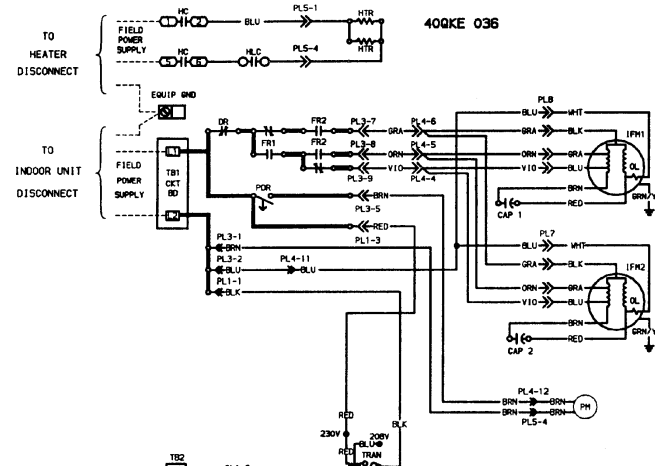 PL5-1
HTR
HC
1 2
BLU
HTR
40QKE 036
TO
HEATER
DISCONNECT
FIELD
POWER
SUPPLY
HC
5 6
HLC
PL5-4
EQUIP GND
TO
INDOOR UNIT
DISCONNECT
FIELD
POWER
SUPPLY
L1
TB1
CKT
BD
L2
DR
FR2
PL3-7
GRA
PL4-6
FR1
FR2
PL3-8
ORN
PL4-5
VIO
PL3-9
PL4-4
PDR
BRN
PL3-5
RED
PL1-3
PL3-1
BRN
PL3-2
BLU
PL4-11
BLU
PL1-1
BLK
PL8
BLU
WHT
GRA
BLK
IFM1
ORN
GRA
VIO
BLU
OL
BRN
GRN/Y
CAP 1
RED
PL7
BLU
WHT
GRA
BLK
IFM2
ORN
GRA
VIO
BLU
OL
BRN
GRN/Y
RED
CAP 2
PL4-12
BRN
BRN
PM
BRN
BRN
PL5-4
RED
BLK
230V
208V
BLU
RED
TRAN
TB2